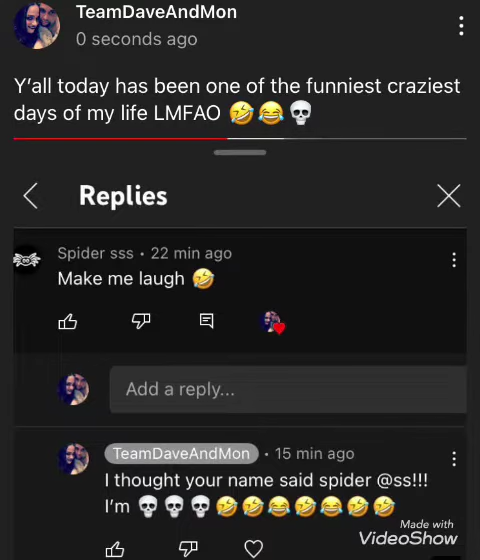 TeamDaveAndMon
0 seconds ago
Y'all today has been one of the funniest craziest
days of my life LMFAO 🤣😂💀
Replies
Spider sss • 22 min ago
Make me laugh 🤣
Add a reply...
TeamDaveAndMon • 15 min ago
I thought your name said spider @ss!!!
I'm 💀💀💀🤣🤣😂🤣😂🤣🤣
Made with
VideoShow